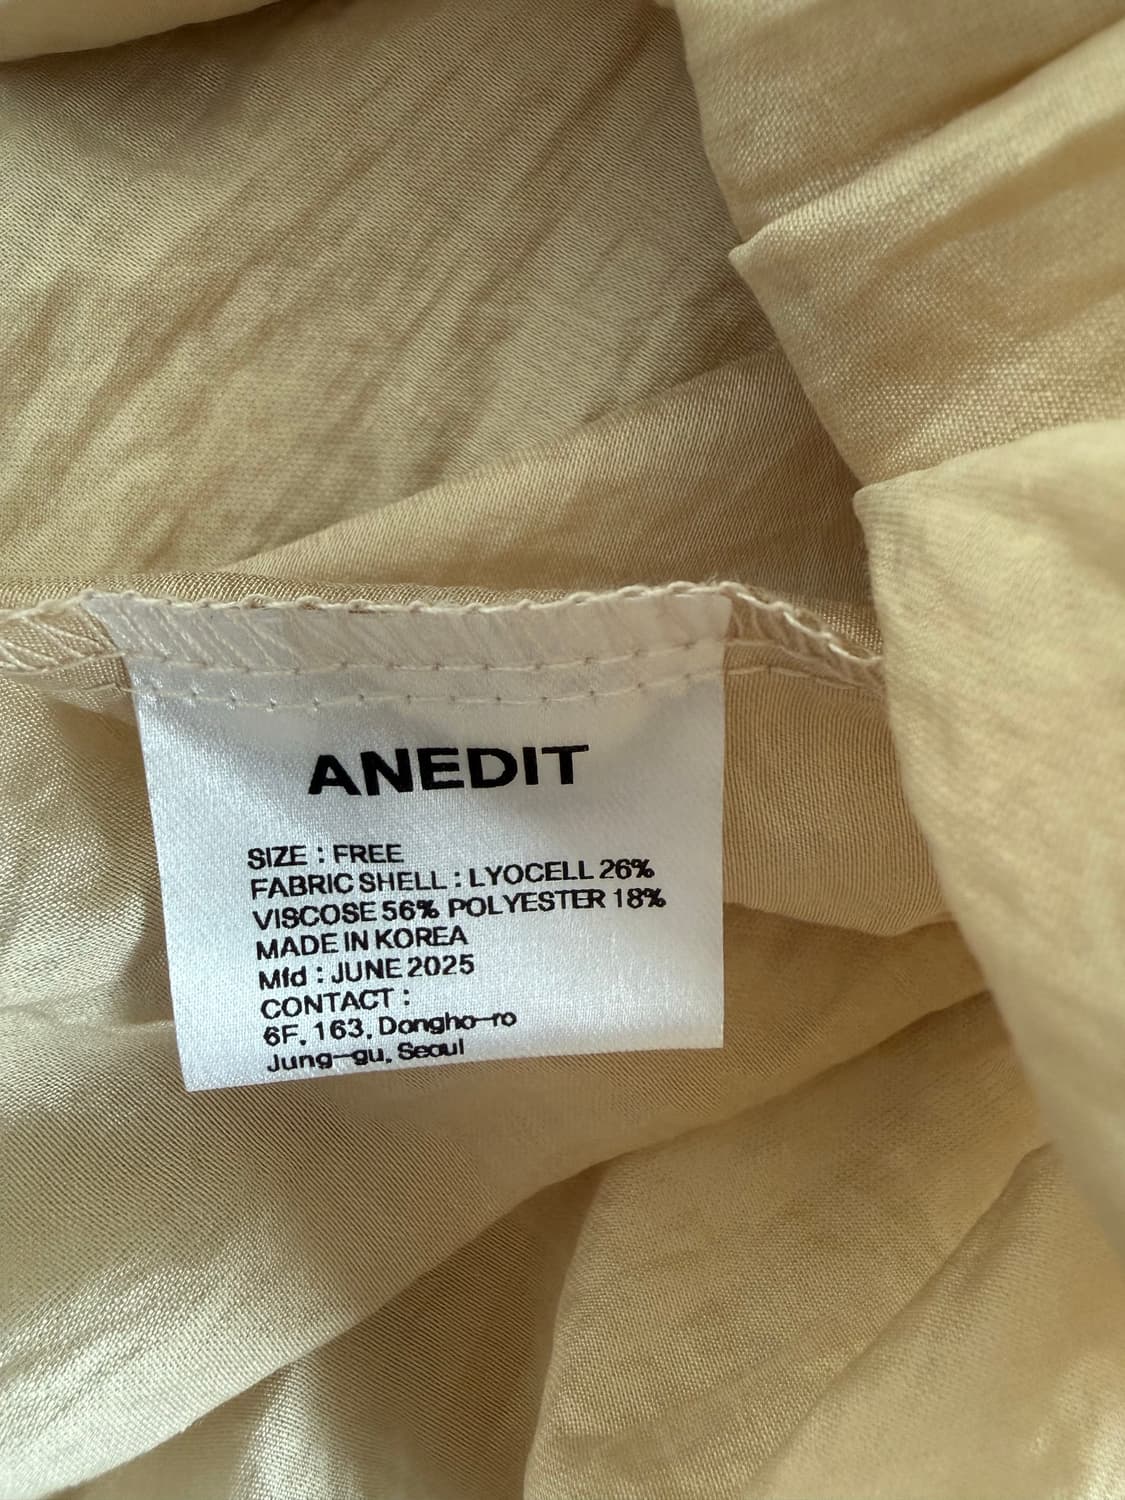 ANEDIT
SIZE : FREE
FABRIC SHELL : LYOCELL 26%
VISCOSE 56% POLYESTER 18%
MADE IN KOREA
Mfd : JUNE 2025
CONTACT :
6F, 163, Dongho-ro
Jung-gu, Seoul